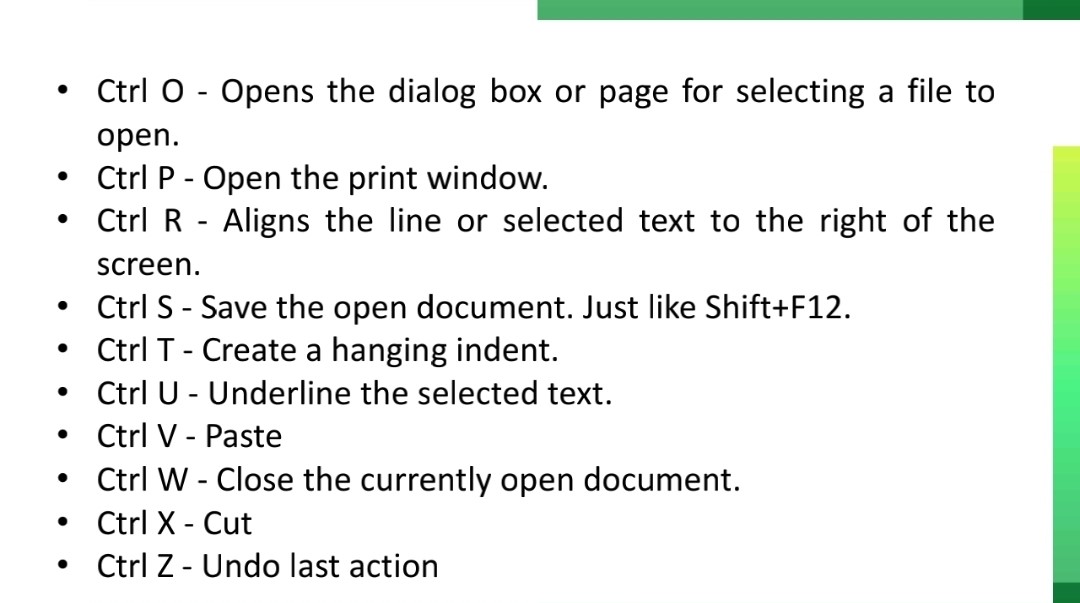 • Ctrl O - Opens the dialog box or page for selecting a file to
open.
• Ctrl P - Open the print window.
• Ctrl R - Aligns the line or selected text to the right of the
screen.
• Ctrl S - Save the open document. Just like Shift+F12.
• Ctrl T - Create a hanging indent.
• Ctrl U - Underline the selected text.
• Ctrl V - Paste
• Ctrl W - Close the currently open document.
• Ctrl X - Cut
• Ctrl Z - Undo last action